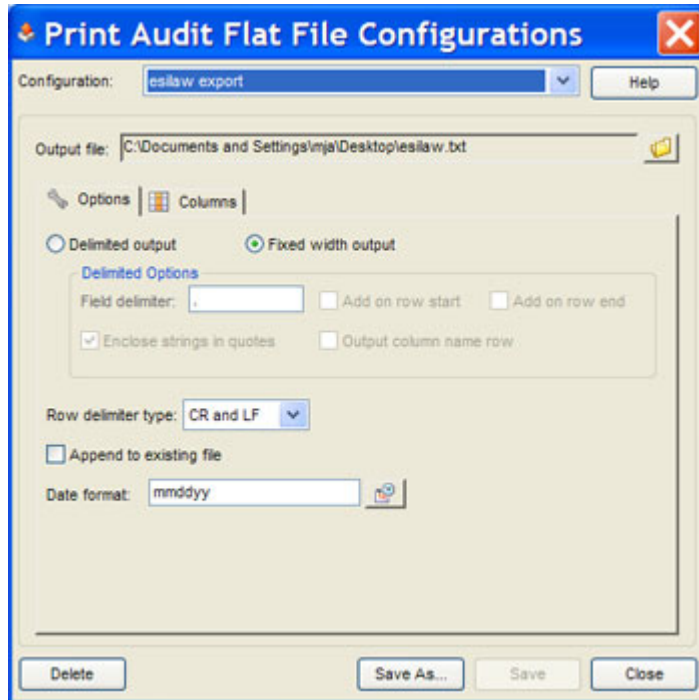 Print Audit Flat File Configurations
Configuration: esilaw export Help
Output file: C:\Documents and Settings\mja\Desktop\esilaw.txt
Options Columns
Delimited output Fixed width output
Delimited Options
Field delimiter: , Add on row start Add on row end
Enclose strings in quotes Output column name row
Row delimiter type: CR and LF
Append to existing file
Date format: mmddyy
Delete Save As... Save Close